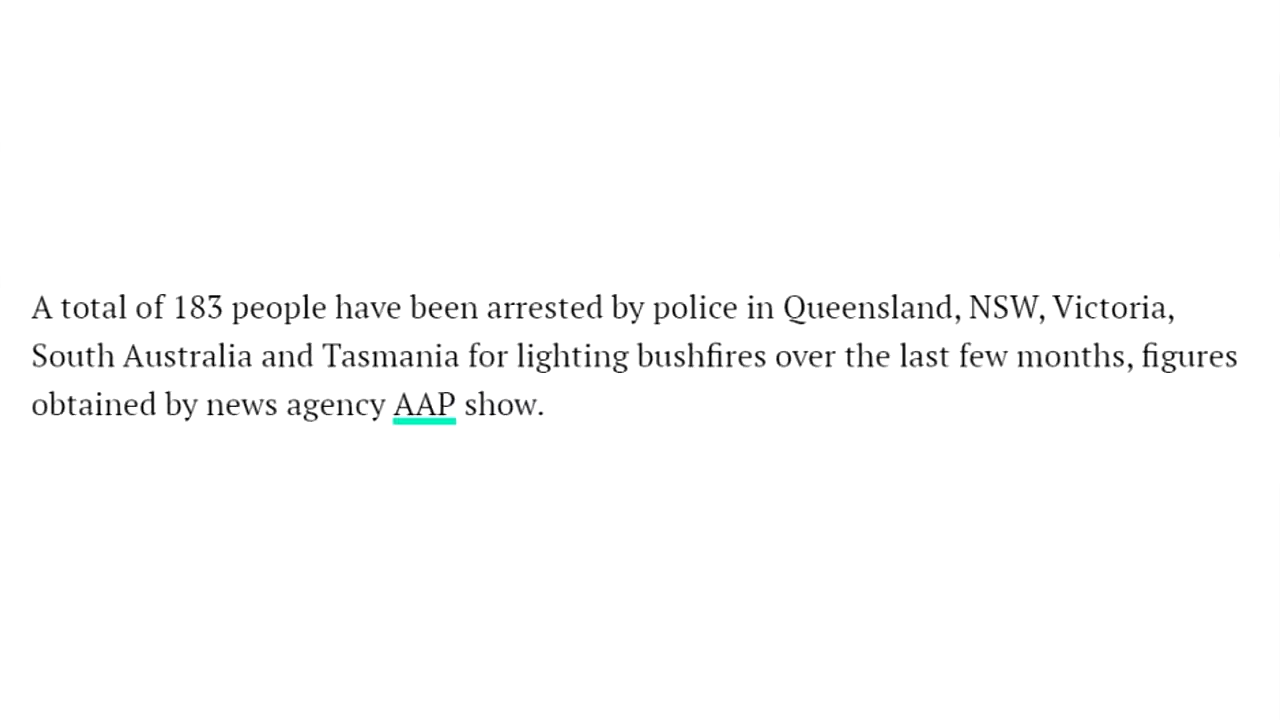 A total of 183 people have been arrested by police in Queensland, NSW, Victoria,
South Australia and Tasmania for lighting bushfires over the last few months, figures
obtained by news agency AAP show.